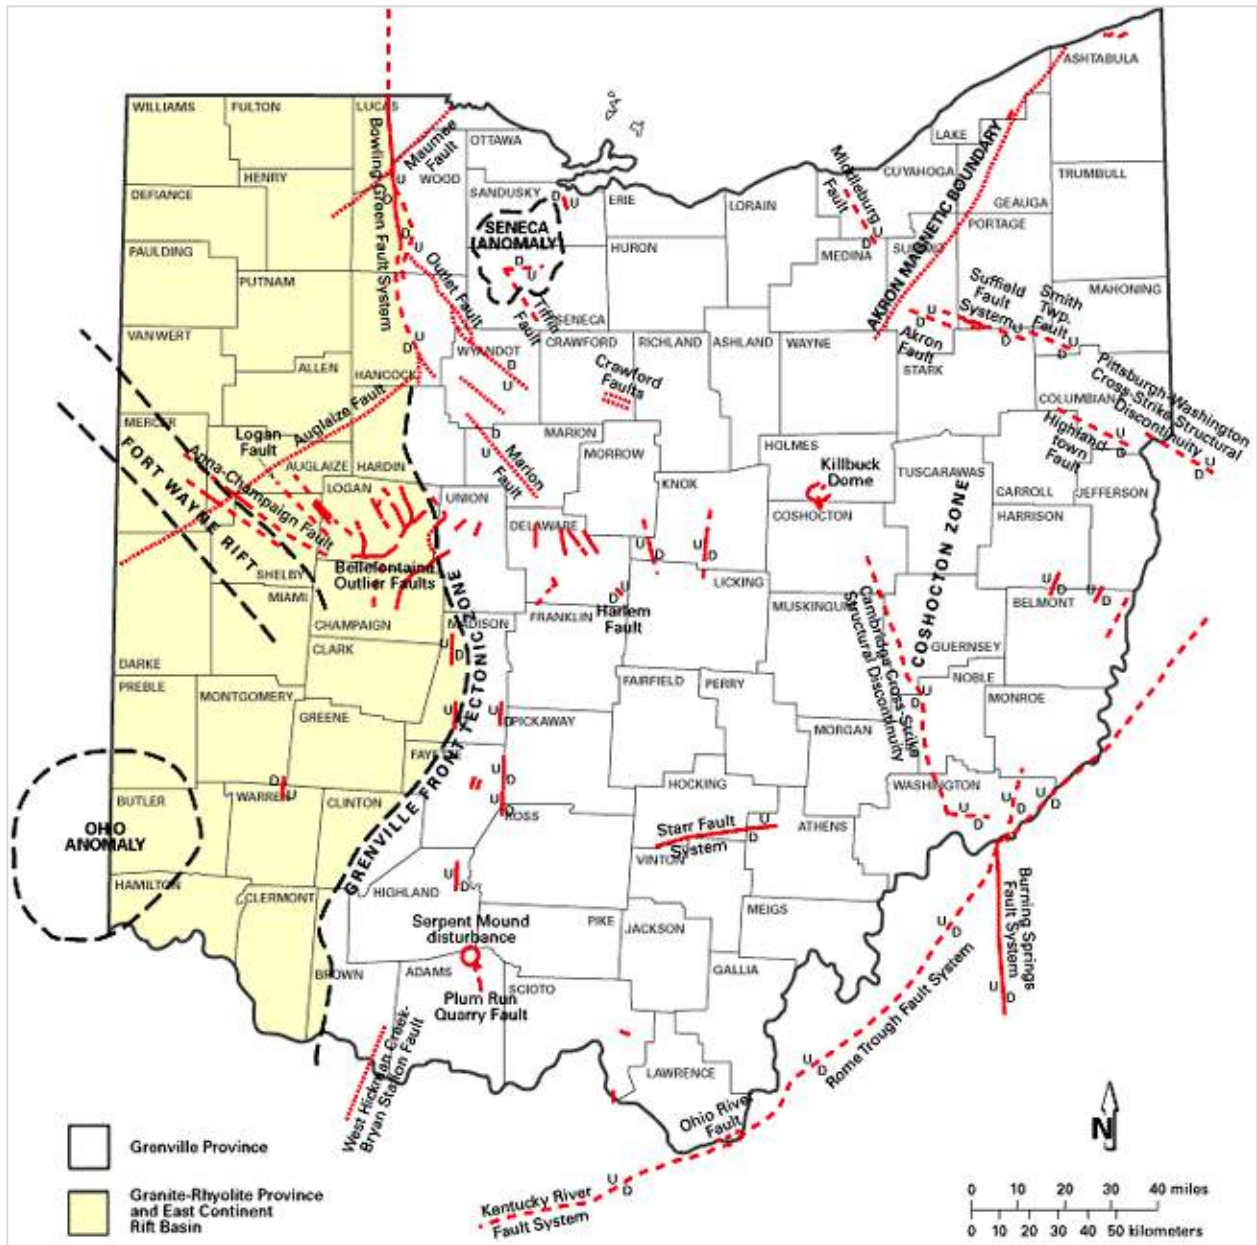 ASHTABULA
WILLIAMS
FULTON
LUCAS
Maumee
Fault
OTTAWA
LAKE
AKRON MAGNETIC BOUNDARY
Bowling Green Fault System
WOOD
SANDUSKY
ERIE
LORAIN
Middleburg
Fault
CUYAHOGA
TRUMBULL
HENRY
DEFIANCE
GEAUGA
SENECA
ANOMALY
HURON
MEDINA
PORTAGE
PAULDING
PUTNAM
Outlet Fault
Tiffin
Fault
SENECA
Suffield
Fault
System
Smith
Twp.
Fault
MAHONING
VANWERT
ALLEN
HANCOCK
WYANDOT
CRAWFORD
RICHLAND
ASHLAND
WAYNE
Akron
Fault
STARK
Crawford
Faults
Pittsburgh-Washington
Cross-Strike Structural
Discontinuity
COLUMBIANA
MERCER
Logan
Fault
Auglaize Fault
AUGLAIZE
HARDIN
MARION
Marion
Fault
MORROW
HOLMES
Highland
town
Fault
FORT WAYNE RIFT
Anna-Champaign Fault
LOGAN
UNION
KNOX
Killbuck
Dome
TUSCARAWAS
CARROLL
JEFFERSON
DELAWARE
COSHOCTON
HARRISON
COSHOCTON ZONE
SHELBY
Bellefontaine
Outlier Faults
LICKING
MIAMI
CHAMPAIGN
MADISON
FRANKLIN
Harlem
Fault
MUSKINGUM
Cambridge Cross-Strike
Structural Discontinuity
BELMONT
GUERNSEY
DARKE
CLARK
GRENVILLE FRONT TECTONIC ZONE
FAIRFIELD
PERRY
NOBLE
MONROE
PREBLE
MONTGOMERY
GREENE
PICKAWAY
MORGAN
FAYETTE
HOCKING
WASHINGTON
BUTLER
WARREN
CLINTON
ROSS
ATHENS
OHIO
ANOMALY
Starr Fault
System
VINTON
HAMILTON
CLERMONT
HIGHLAND
MEIGS
Serpent Mound
disturbance
PIKE
JACKSON
Burning Springs
Fault System
BROWN
ADAMS
SCIOTO
GALLIA
Plum Run
Quarry Fault
Rome Trough Fault System
West Hickman Creek-
Bryan Station Fault
LAWRENCE
Ohio River
Fault
Kentucky River
Fault System
N
Grenville Province
Granite-Rhyolite Province
and East Continent
Rift Basin
0 10 20 30 40 miles
0 10 20 30 40 50 kilometers